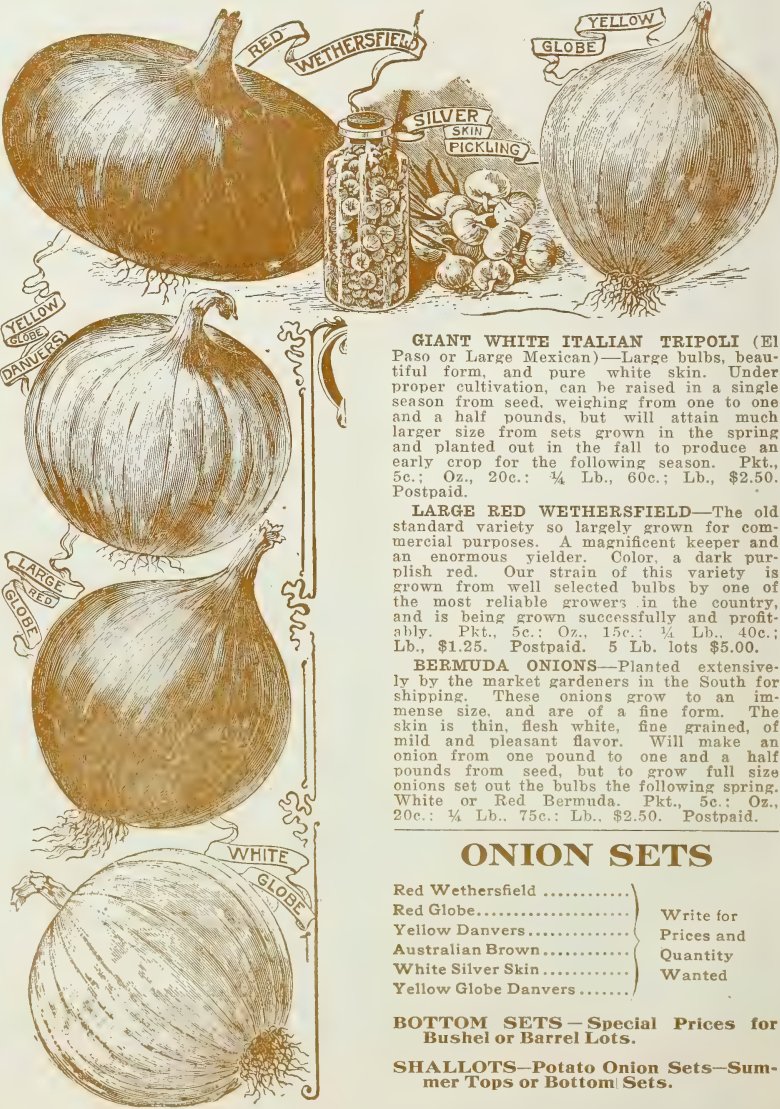 RED WETHERSFIELD
SILVER
SKIN
PICKLING
YELLOW
GLOBE
YELLOW
GLOBE
DANVERS
LARGE
RED
GLOBE
WHITE
GLOBE
GIANT WHITE ITALIAN TRIPOLI (El
Paso or Large Mexican)—Large bulbs, beau-
tiful form, and pure white skin. Under
proper cultivation, can be raised in a single
season from seed, weighing from one to one
and a half pounds, but will attain much
larger size from sets grown in the spring
and planted out in the fall to produce an
early crop for the following season. Pkt.,
5c.; Oz., 20c.: ¼ Lb., 60c.; Lb., $2.50.
Postpaid.
LARGE RED WETHERSFIELD—The old
standard variety so largely grown for com-
mercial purposes. A magnificent keeper and
an enormous yielder. Color, a dark pur-
plish red. Our strain of this variety is
grown from well selected bulbs by one of
the most reliable growers in the country,
and is being grown successfully and profit-
ably. Pkt., 5c.: Oz., 15c.: ¼ Lb., 40c.;
Lb., $1.25. Postpaid. 5 Lb. lots $5.00.
BERMUDA ONIONS—Planted extensive-
ly by the market gardeners in the South for
shipping. These onions grow to an im-
mense size, and are of a fine form. The
skin is thin, flesh white, fine grained, of
mild and pleasant flavor. Will make an
onion from one pound to one and a half
pounds from seed, but to grow full size
onions set out the bulbs the following spring.
White or Red Bermuda. Pkt., 5c.: Oz.,
20c.: ¼ Lb., 75c.: Lb., $2.50. Postpaid.
ONION SETS
Red Wethersfield ............
Red Globe......................
Yellow Danvers ..............
Australian Brown............
White Silver Skin............
Yellow Globe Danvers .......
Write for
Prices and
Quantity
Wanted
BOTTOM SETS—Special Prices for
Bushel or Barrel Lots.
SHALLOTS—Potato Onion Sets—Sum-
mer Tops or Bottom Sets.